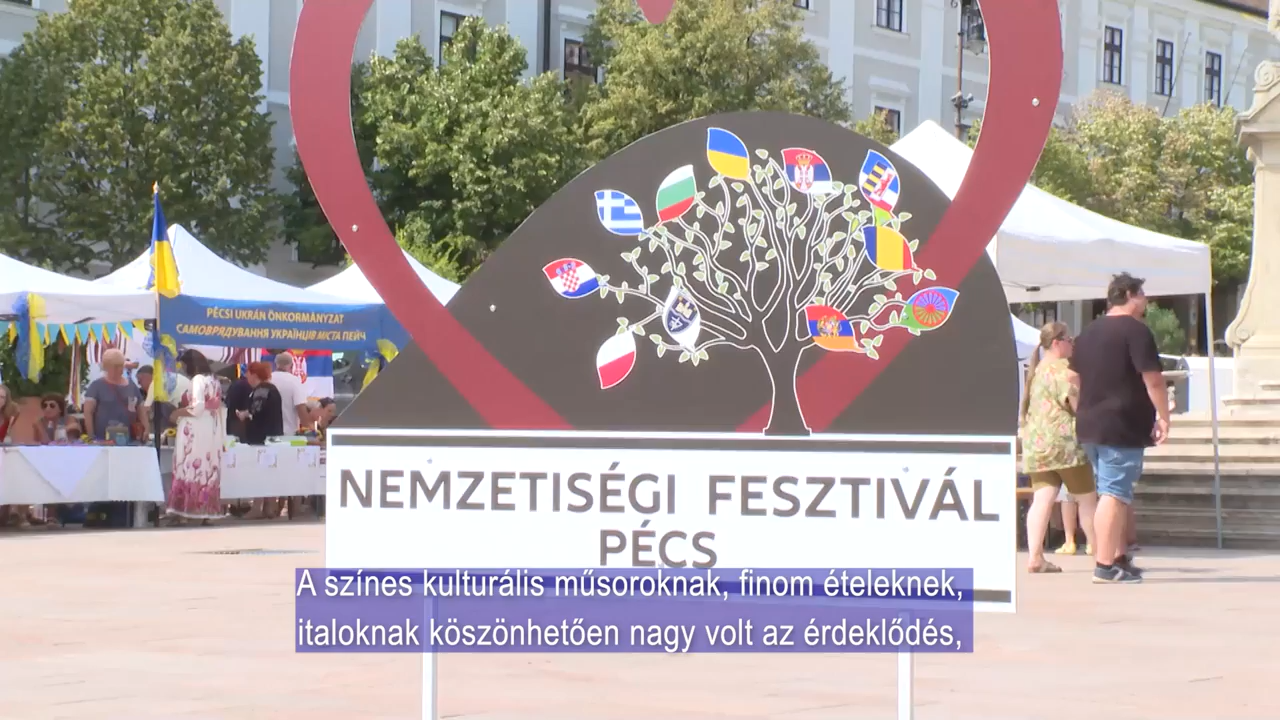 PÉCSI UKRÁN ÖNKORMÁNYZAT
САМОВРЯДУВАННЯ УКРАЇНЦІВ МІСТА ПЕЙЧ
NEMZETISÉGI FESZTIVÁL
PÉCS
A színes kulturális műsoroknak, finom ételeknek,
italoknak köszönhetően nagy volt az érdeklődés,